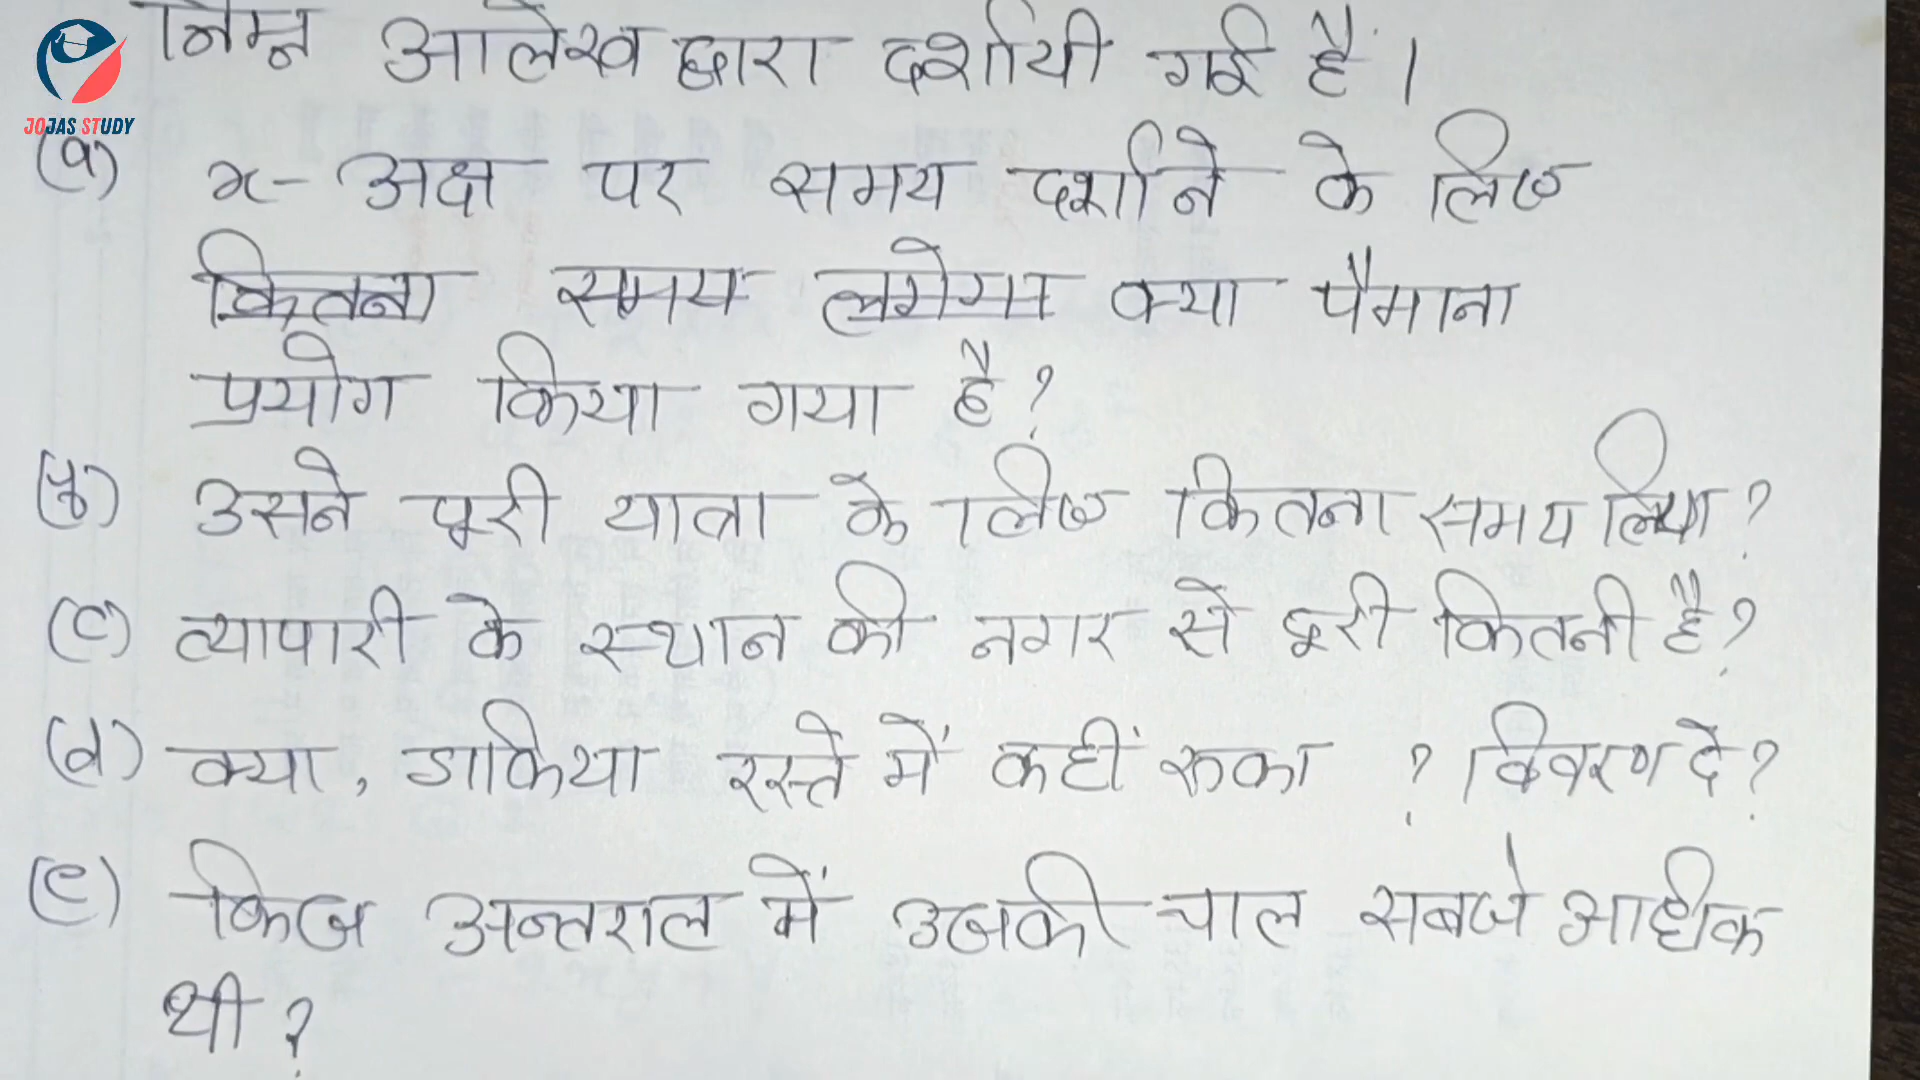 निम्न आलेख द्वारा दर्शायी गई है।
JOJAS STUDY
(a) x- अक्ष पर समय दर्शाने के लिए
कितना समय लगेगा क्या पैमाना
प्रयोग किया गया है?
(b) उसने पूरी यात्रा के लिए कितना समय लिया?
(c) व्यापारी के स्थान की नगर से दूरी कितनी है?
(d) क्या, डाकिया रस्ते में कहीं रुका ? विवरण दे?
(e) किस अन्तराल में उसकी चाल सबसे अधिक
थी?